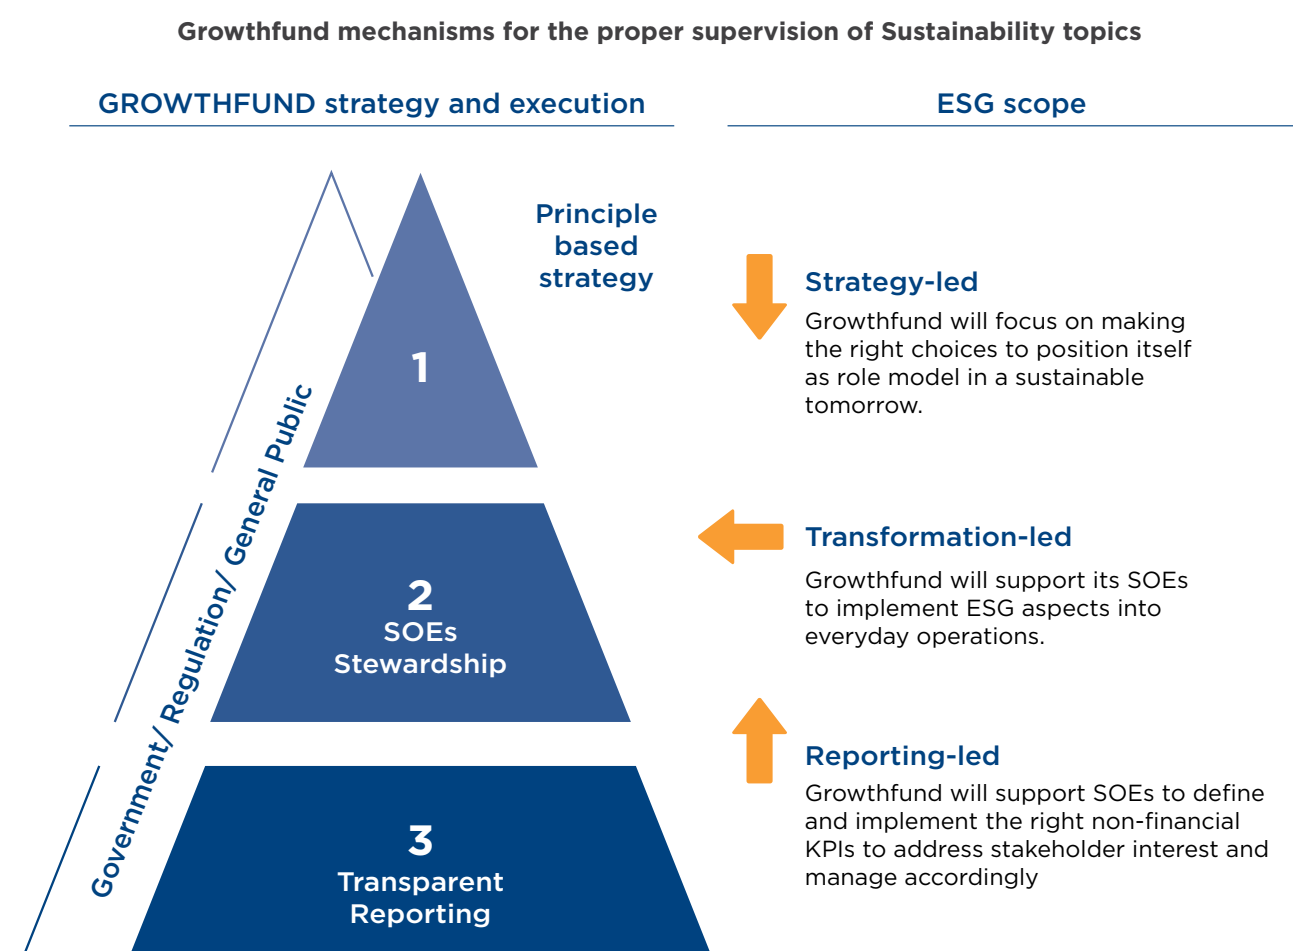 Growthfund mechanisms for the proper supervision of Sustainability topics
GROWTHFUND strategy and execution
ESG scope
Government/ Regulation/ General Public
1
Principle
based
strategy
2
SOEs
Stewardship
3
Transparent
Reporting
Strategy-led
Growthfund will focus on making
the right choices to position itself
as role model in a sustainable
tomorrow.
Transformation-led
Growthfund will support its SOEs
to implement ESG aspects into
everyday operations.
Reporting-led
Growthfund will support SOEs to define
and implement the right non-financial
KPIs to address stakeholder interest and
manage accordingly